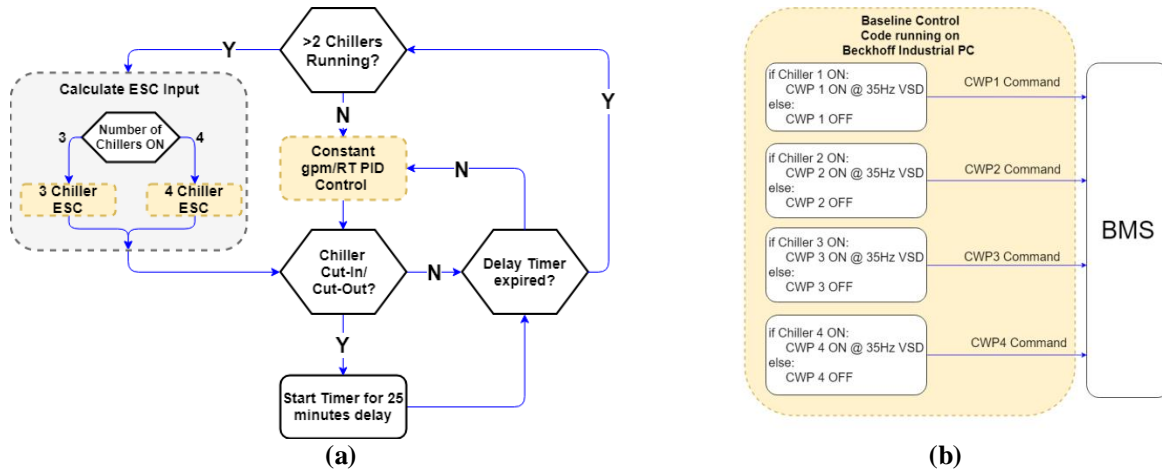 >2 Chillers
Running?
Y
N
Y
Calculate ESC Input
Number of
Chillers ON
3
4
3 Chiller
ESC
4 Chiller
ESC
Constant
gpm/RT PID
Control
N
Chiller
Cut-In/
Cut-Out?
N
Delay Timer
expired?
Y
Start Timer for 25
minutes delay
(a)
Baseline Control
Code running on
Beckhoff Industrial PC
if Chiller 1 ON:
CWP 1 ON @ 35Hz VSD
else:
CWP 1 OFF
CWP1 Command
if Chiller 2 ON:
CWP 2 ON @ 35Hz VSD
else:
CWP 2 OFF
CWP2 Command
if Chiller 3 ON:
CWP 3 ON @ 35Hz VSD
else:
CWP 3 OFF
CWP3 Command
if Chiller 4 ON:
CWP 4 ON @ 35Hz VSD
else:
CWP 4 OFF
CWP4 Command
BMS
(b)